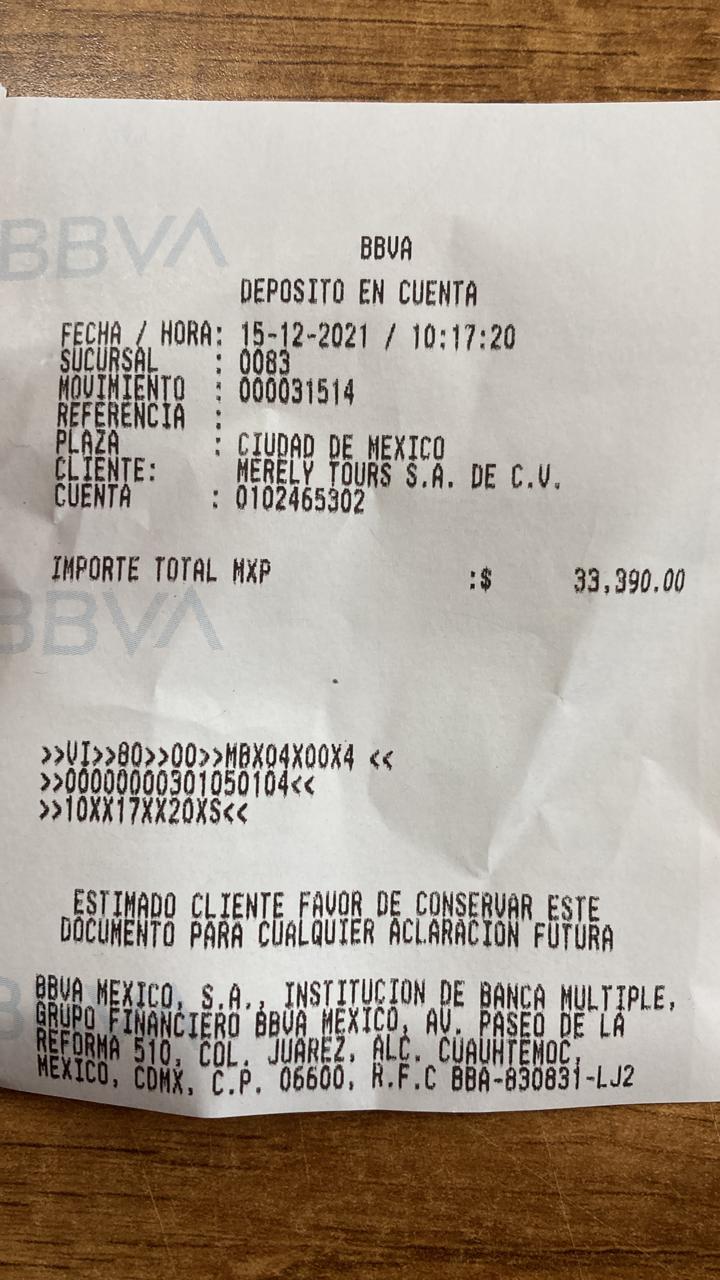 BBVA
BBVA
DEPOSITO EN CUENTA
FECHA / HORA: 15-12-2021 / 10:17:20
SUCURSAL : 0083
MOVIMIENTO : 000031514
REFERENCIA :
PLAZA : CIUDAD DE MEXICO
CLIENTE: MERELY TOURS S.A. DE C.V.
CUENTA : 0102465302
IMPORTE TOTAL MXP :$ 33,390.00
BBVA
>>VI>>80>>00>>MBX04X00X4 <<
>>00000000301050104<<
>>10XX17XX20XS<<
ESTIMADO CLIENTE FAVOR DE CONSERVAR ESTE
DOCUMENTO PARA CUALQUIER ACLARACION FUTURA
BBVA MEXICO, S.A., INSTITUCION DE BANCA MULTIPLE,
GRUPO FINANCIERO BBVA MEXICO, AV. PASEO DE LA
REFORMA 510, COL. JUAREZ, ALC. CUAUHTEMOC,
MEXICO, CDMX, C.P. 06600, R.F.C BBA-830831-LJ2